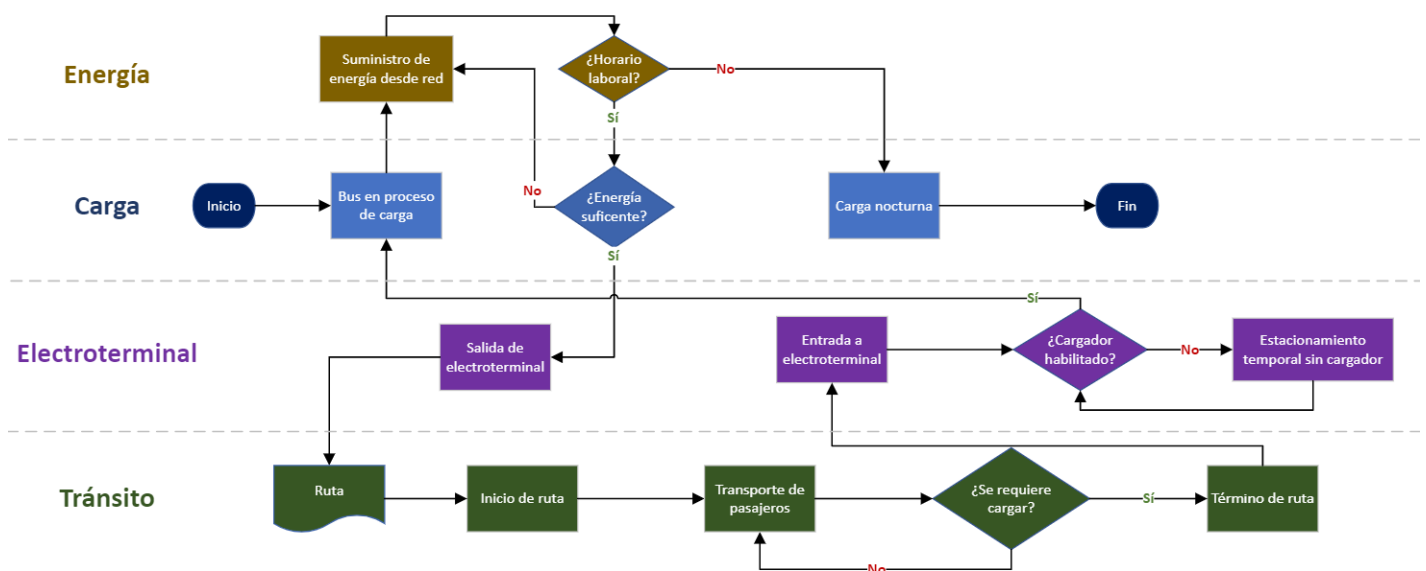 Energía
Suministro de
energía desde red
¿Horario
laboral?
No
Sí
Carga
Inicio
Bus en proceso
de carga
No
¿Energía
suficente?
Sí
Carga nocturna
Fin
Electroterminal
Salida de
electroterminal
Entrada a
electroterminal
Sí
¿Cargador
habilitado?
No
Estacionamiento
temporal sin cargador
Tránsito
Ruta
Inicio de ruta
Transporte de
pasajeros
¿Se requiere
cargar?
Sí
Término de ruta
No